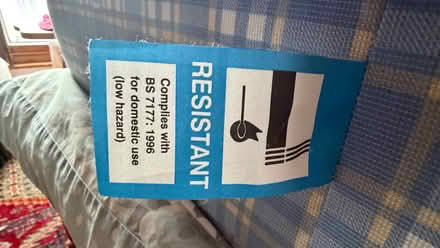 RESISTANT
Complies with
BS 7177: 1996
for domestic use
(low hazard)